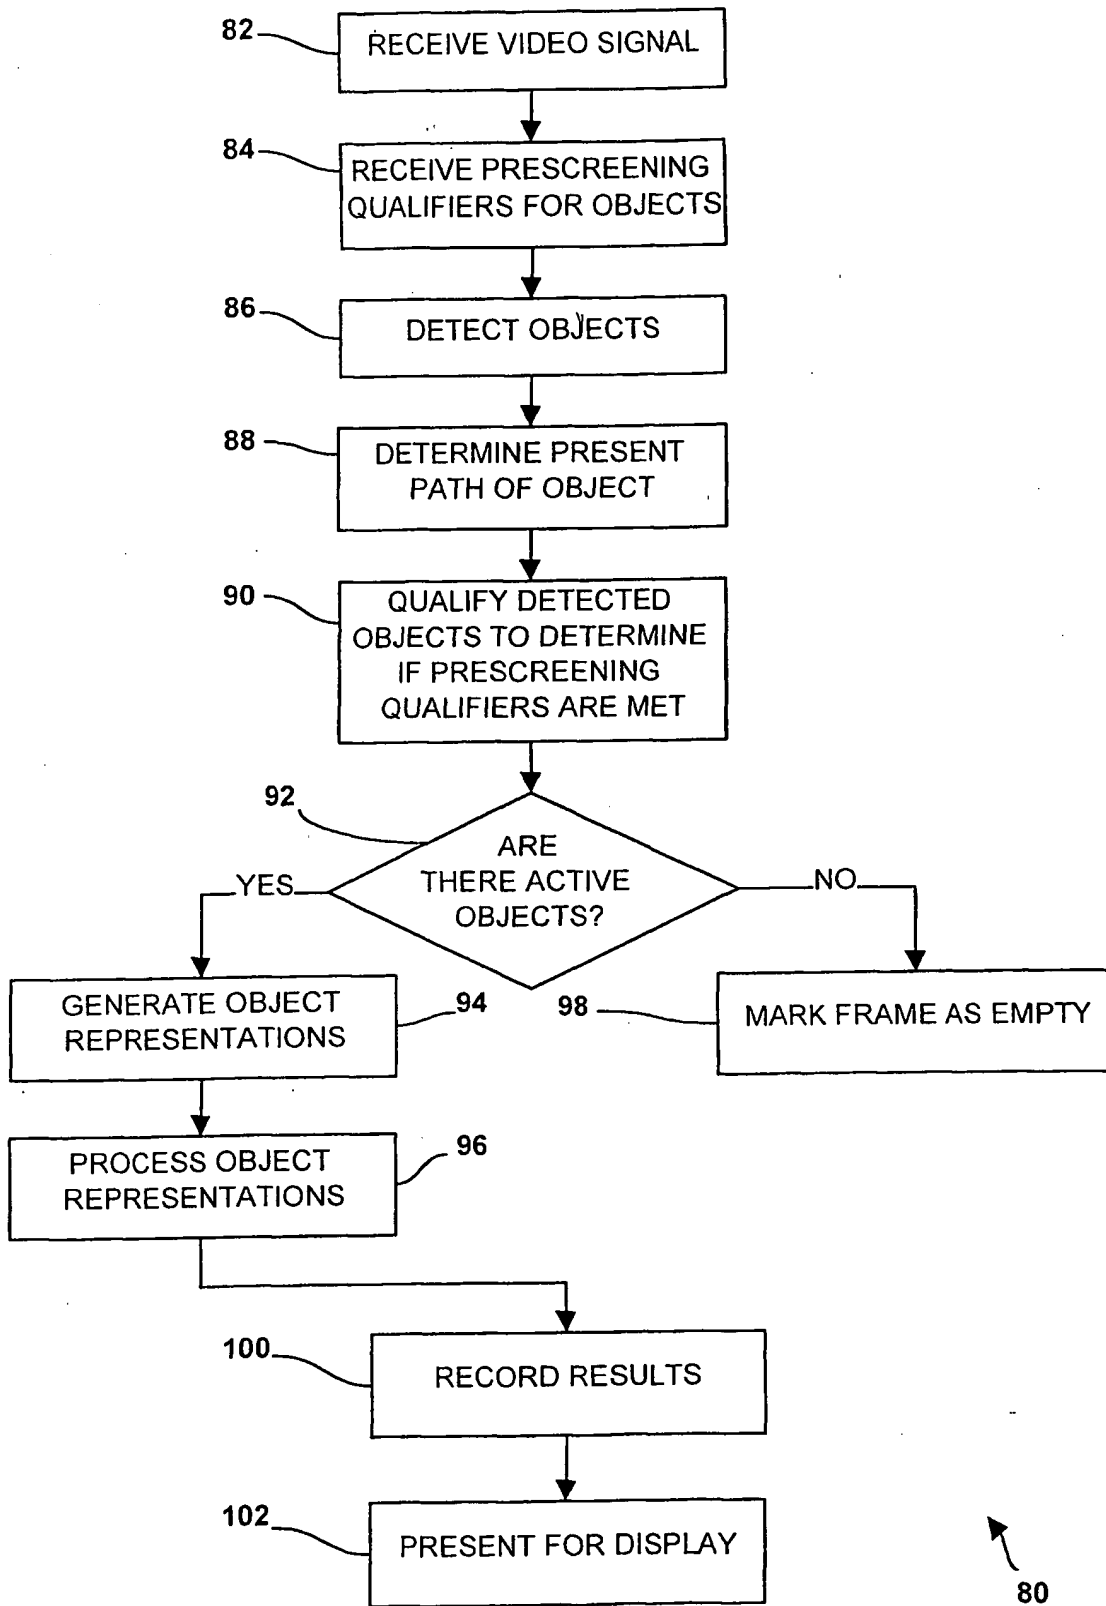 82
RECEIVE VIDEO SIGNAL
84
RECEIVE PRESCREENING
QUALIFIERS FOR OBJECTS
86
DETECT OBJECTS
88
DETERMINE PRESENT
PATH OF OBJECT
90
QUALIFY DETECTED
OBJECTS TO DETERMINE
IF PRESCREENING
QUALIFIERS ARE MET
92
ARE
THERE ACTIVE
OBJECTS?
YES
NO
GENERATE OBJECT
REPRESENTATIONS
94
98
MARK FRAME AS EMPTY
PROCESS OBJECT
REPRESENTATIONS
96
100
RECORD RESULTS
102
PRESENT FOR DISPLAY
80